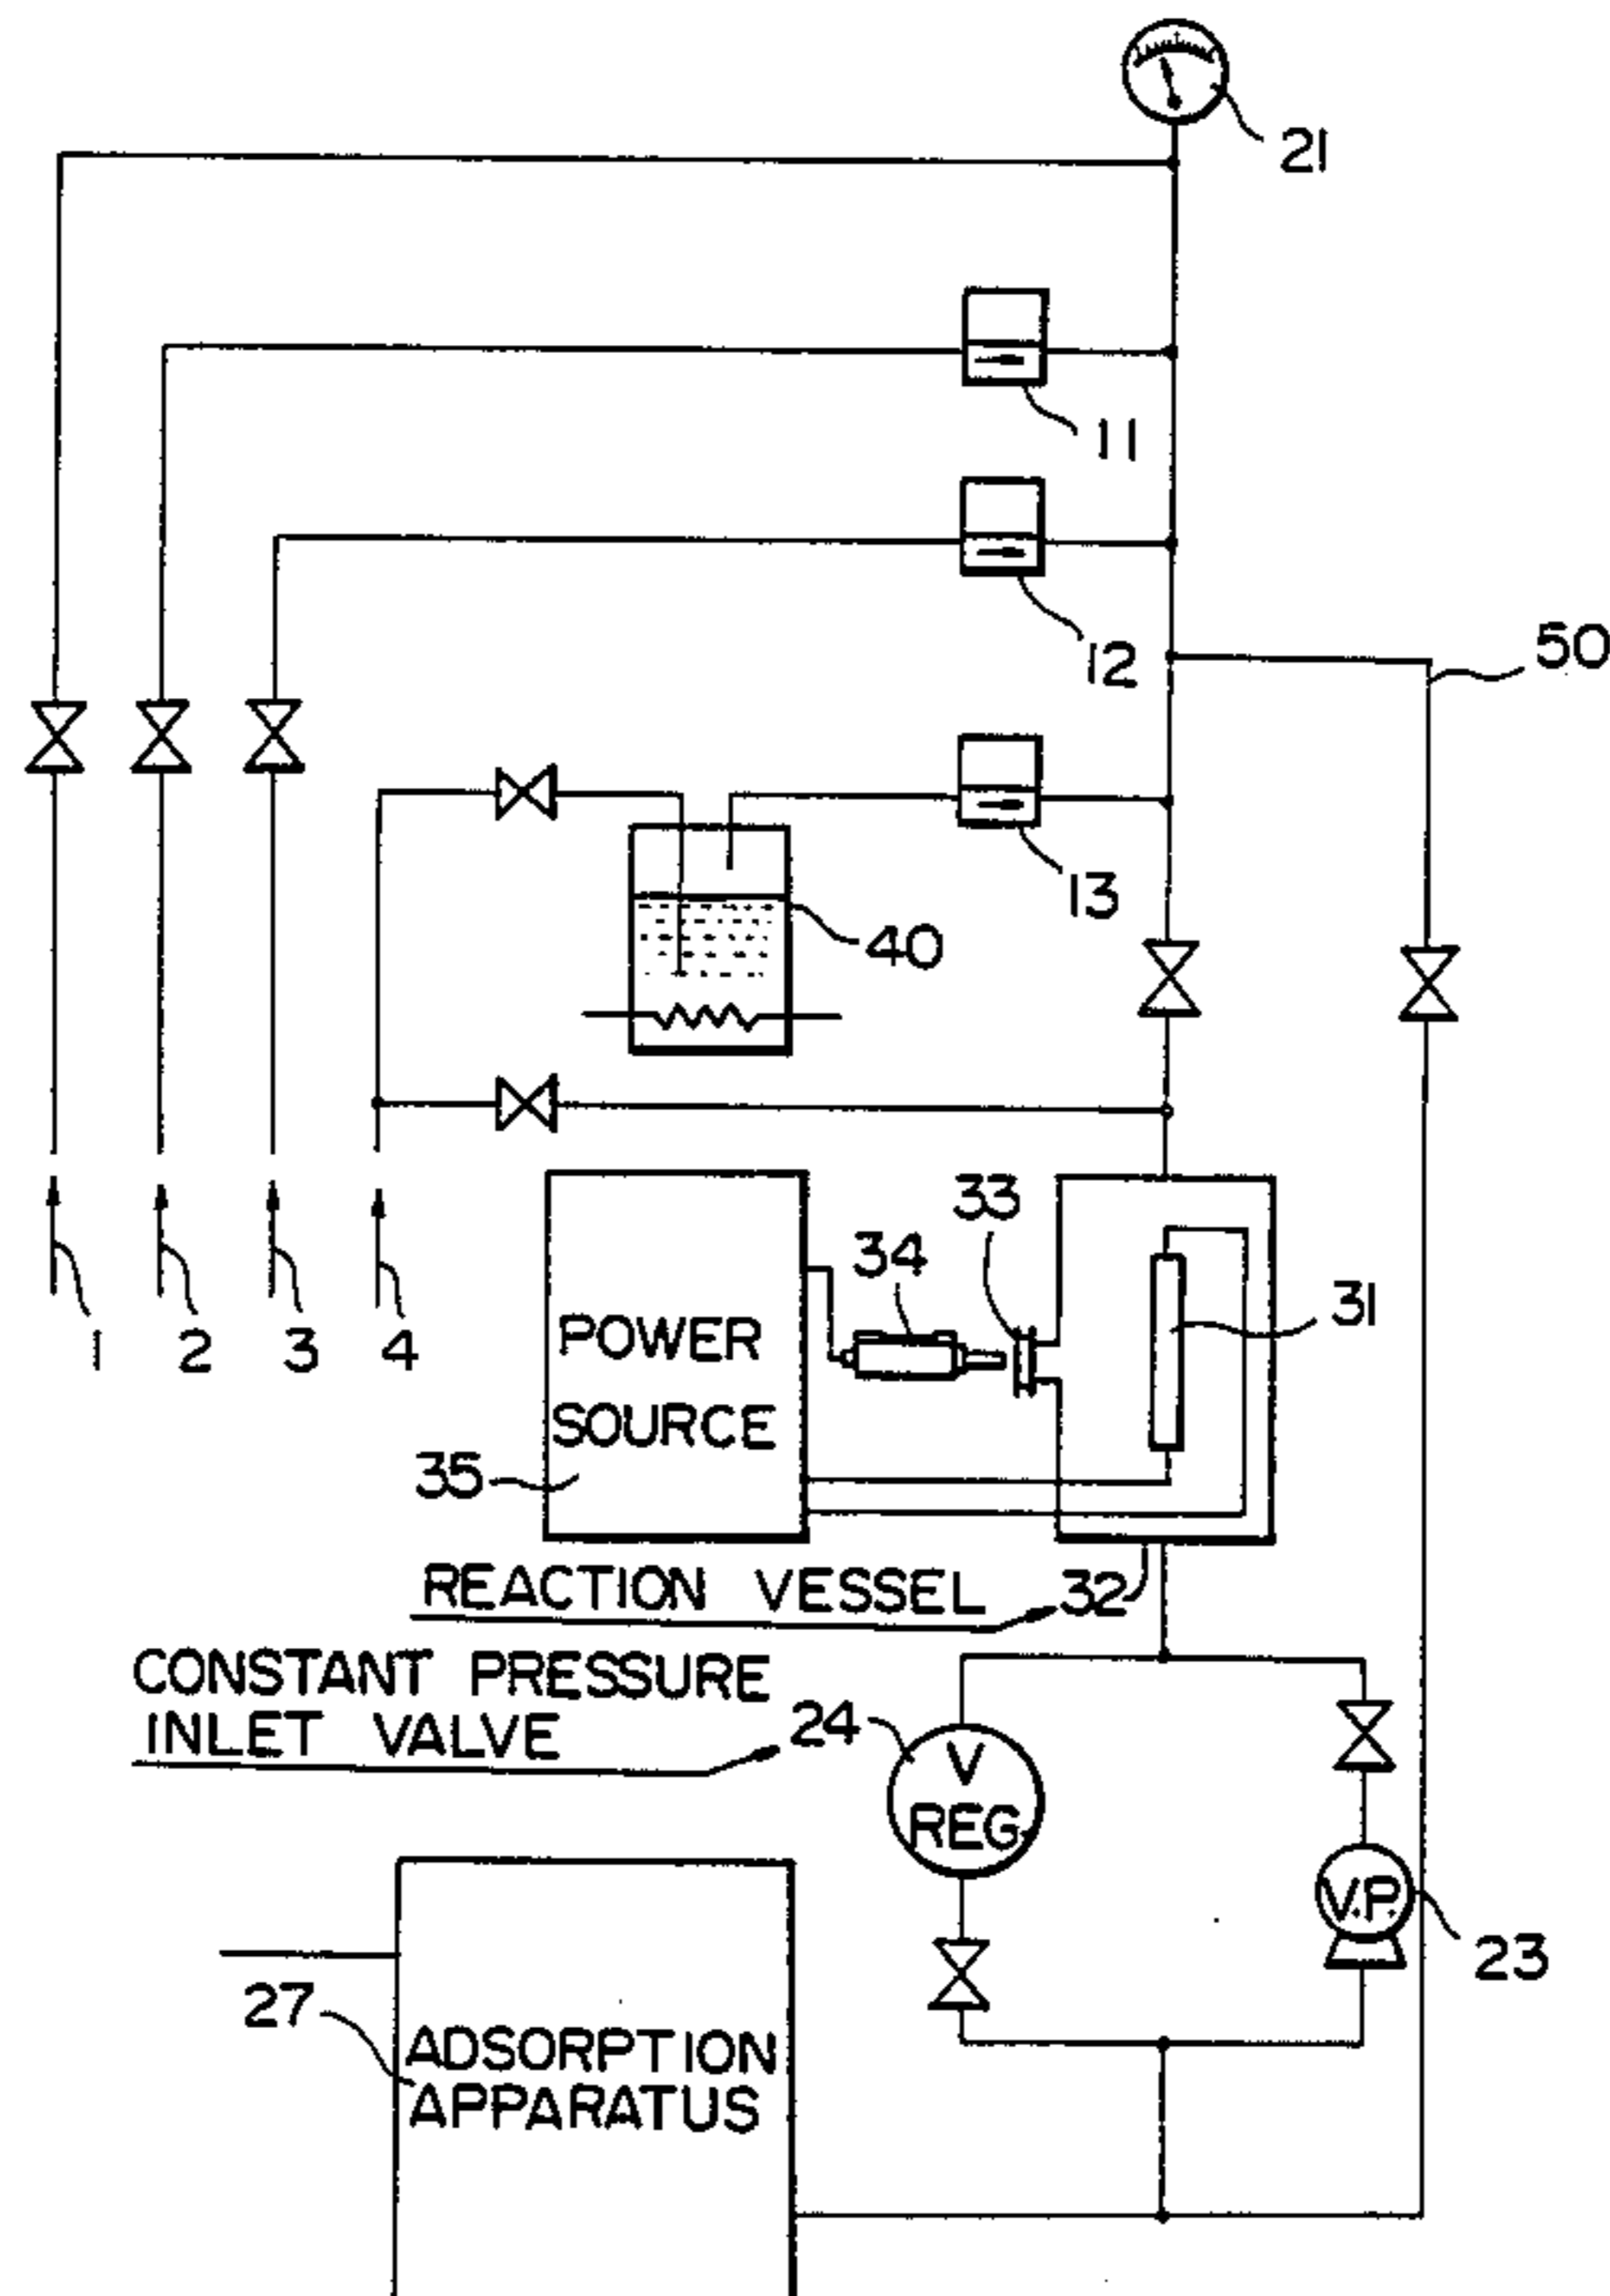 21
11
12
50
13
40
33
34
31
1
2
3
4
POWER
SOURCE
35
REACTION VESSEL
32
CONSTANT PRESSURE
INLET VALVE
24
V
REG.
V.P.
23
27
ADSORPTION
APPARATUS